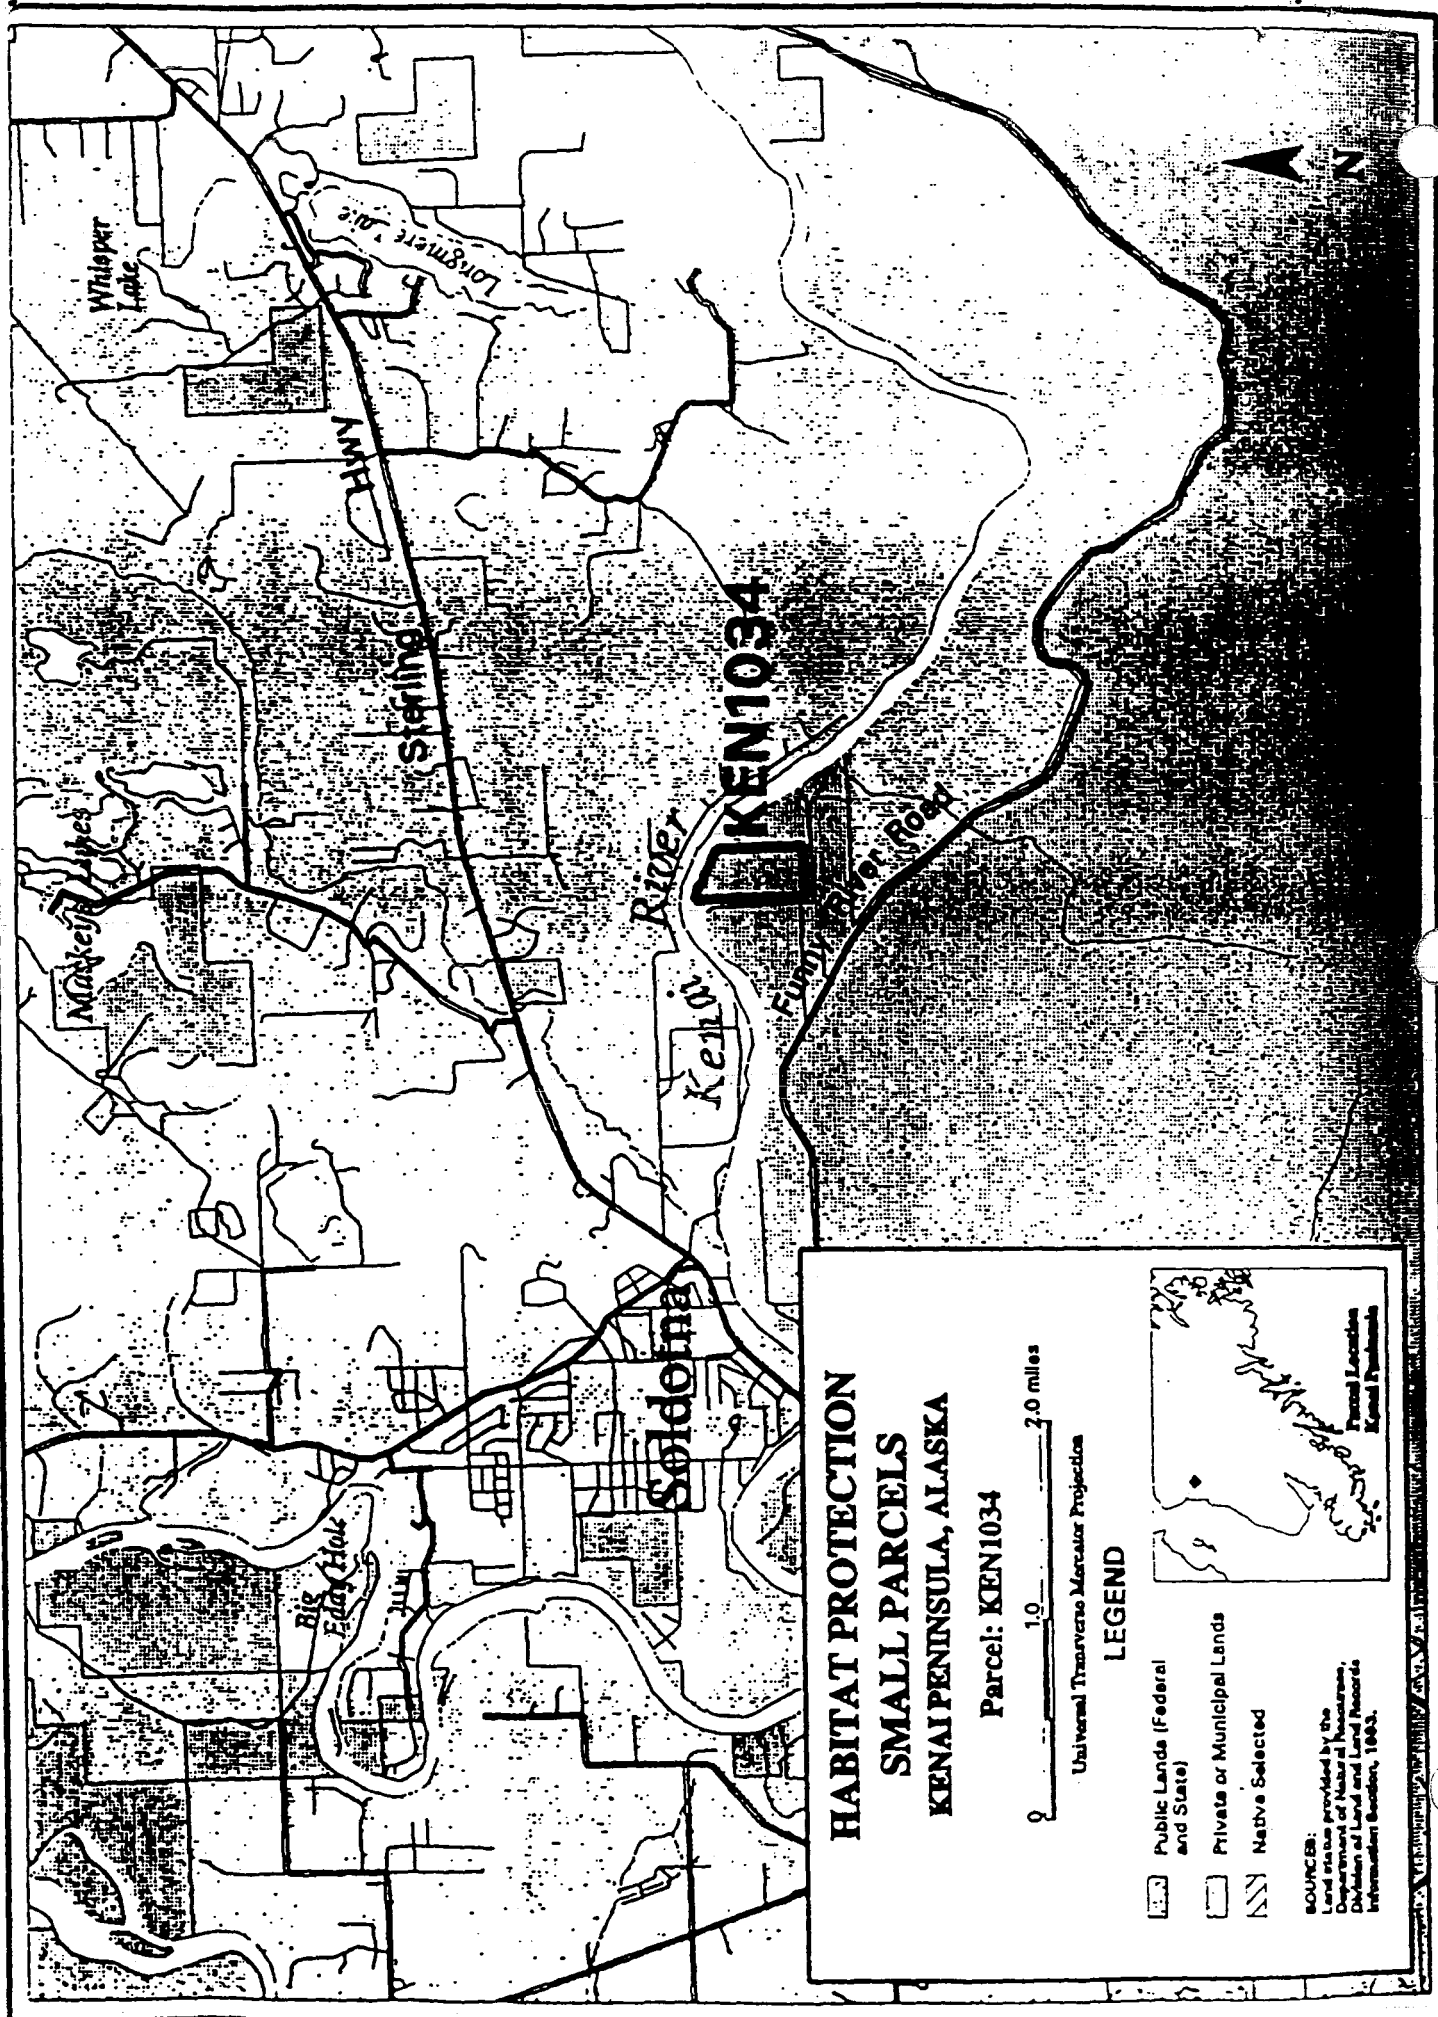 Whisper
Lake
Longmere Lake
Mackeys Lakes
Sterling
HWY
KEN1034
Kenai
River
Funny River Road
Soldotna
Big
Eddy Hole
N
HABITAT PROTECTION
SMALL PARCELS
KENAI PENINSULA, ALASKA
Parcel: KEN1034
0 1.0 2.0 miles
Universal Transverse Mercator Projection
LEGEND
Public Lands (Federal
and State)
Private or Municipal Lands
Native Selected
SOURCES:
Land status provided by the
Department of Natural Resources,
Division of Land and Land Records
Information Section, 1993.
Parcel Location
Kenai Peninsula